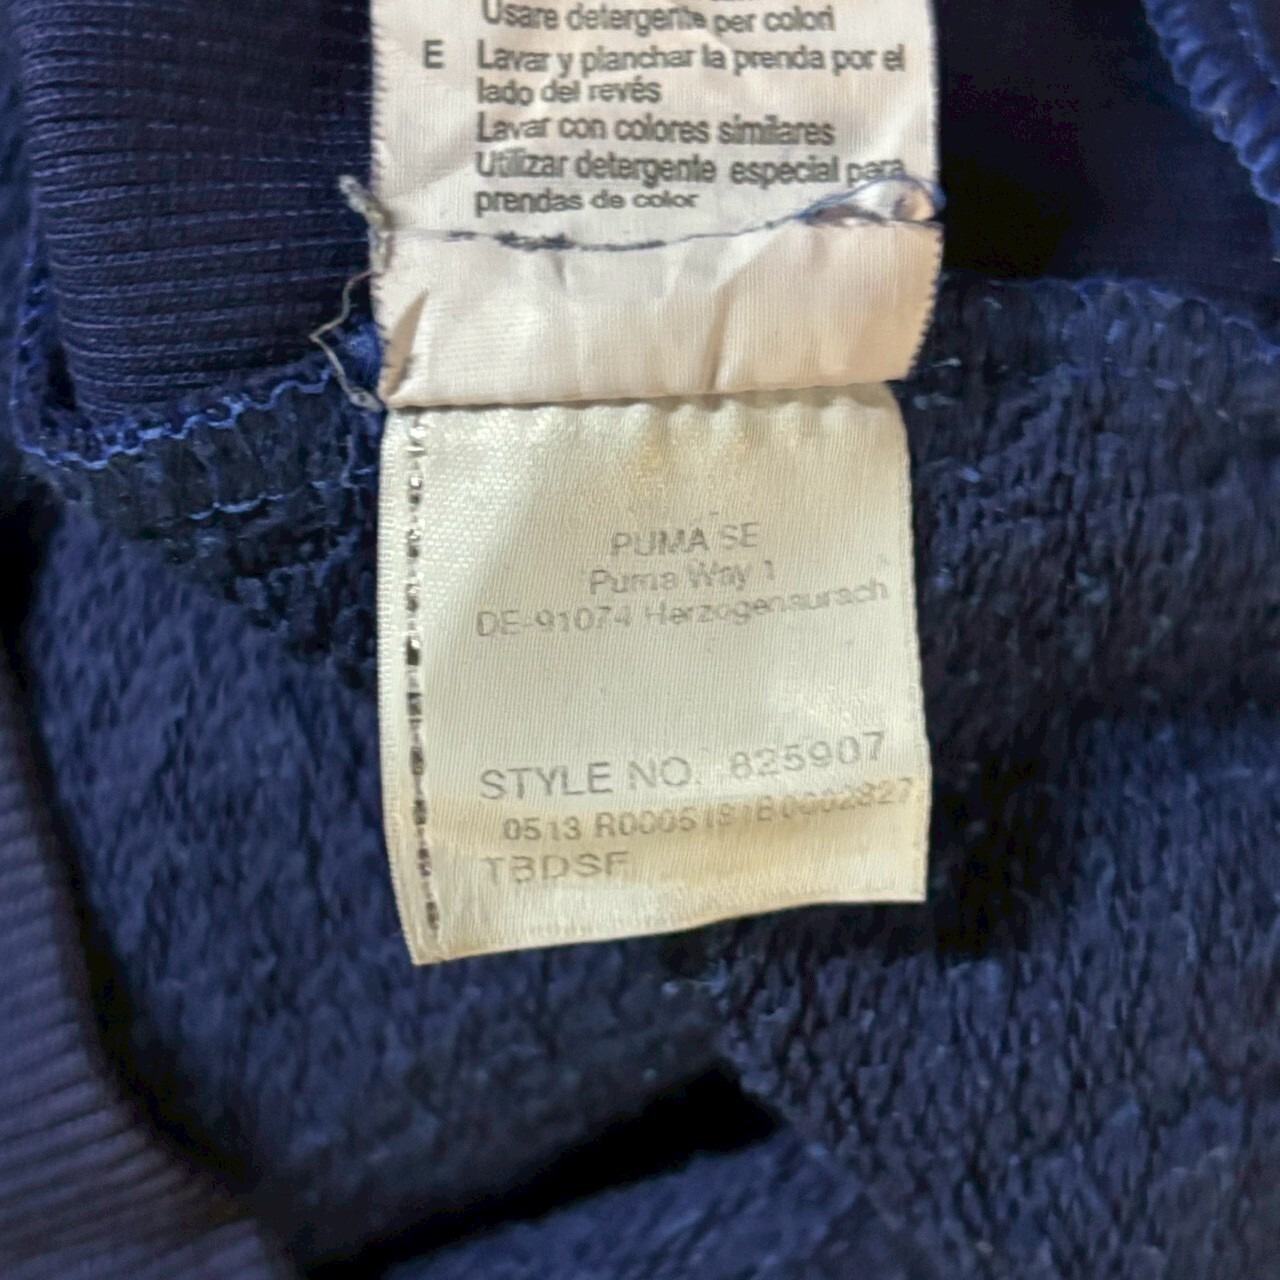 Usare detergente per colori
E Lavar y planchar la prenda por el
lado del revés
Lavar con colores similares
Utilizar detergente especial para
prendas de color
PUMA SE
Puma Way 1
DE-91074 Herzogenaurach
STYLE NO. 825907
0513
TBDSF